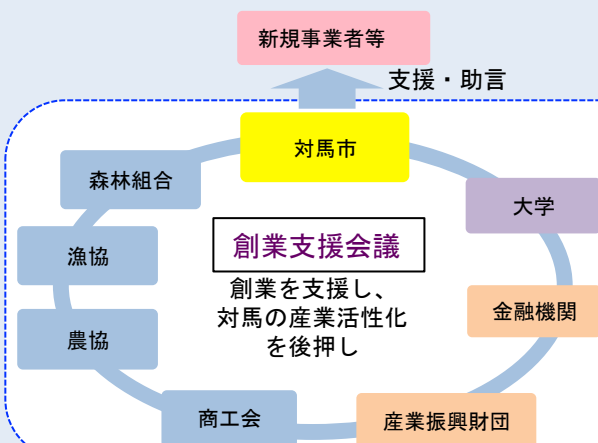 新規事業者等
支援・助言
対馬市
森林組合
大学
漁協
創業支援会議
創業を支援し、
対馬の産業活性化
を後押し
金融機関
農協
商工会
産業振興財団